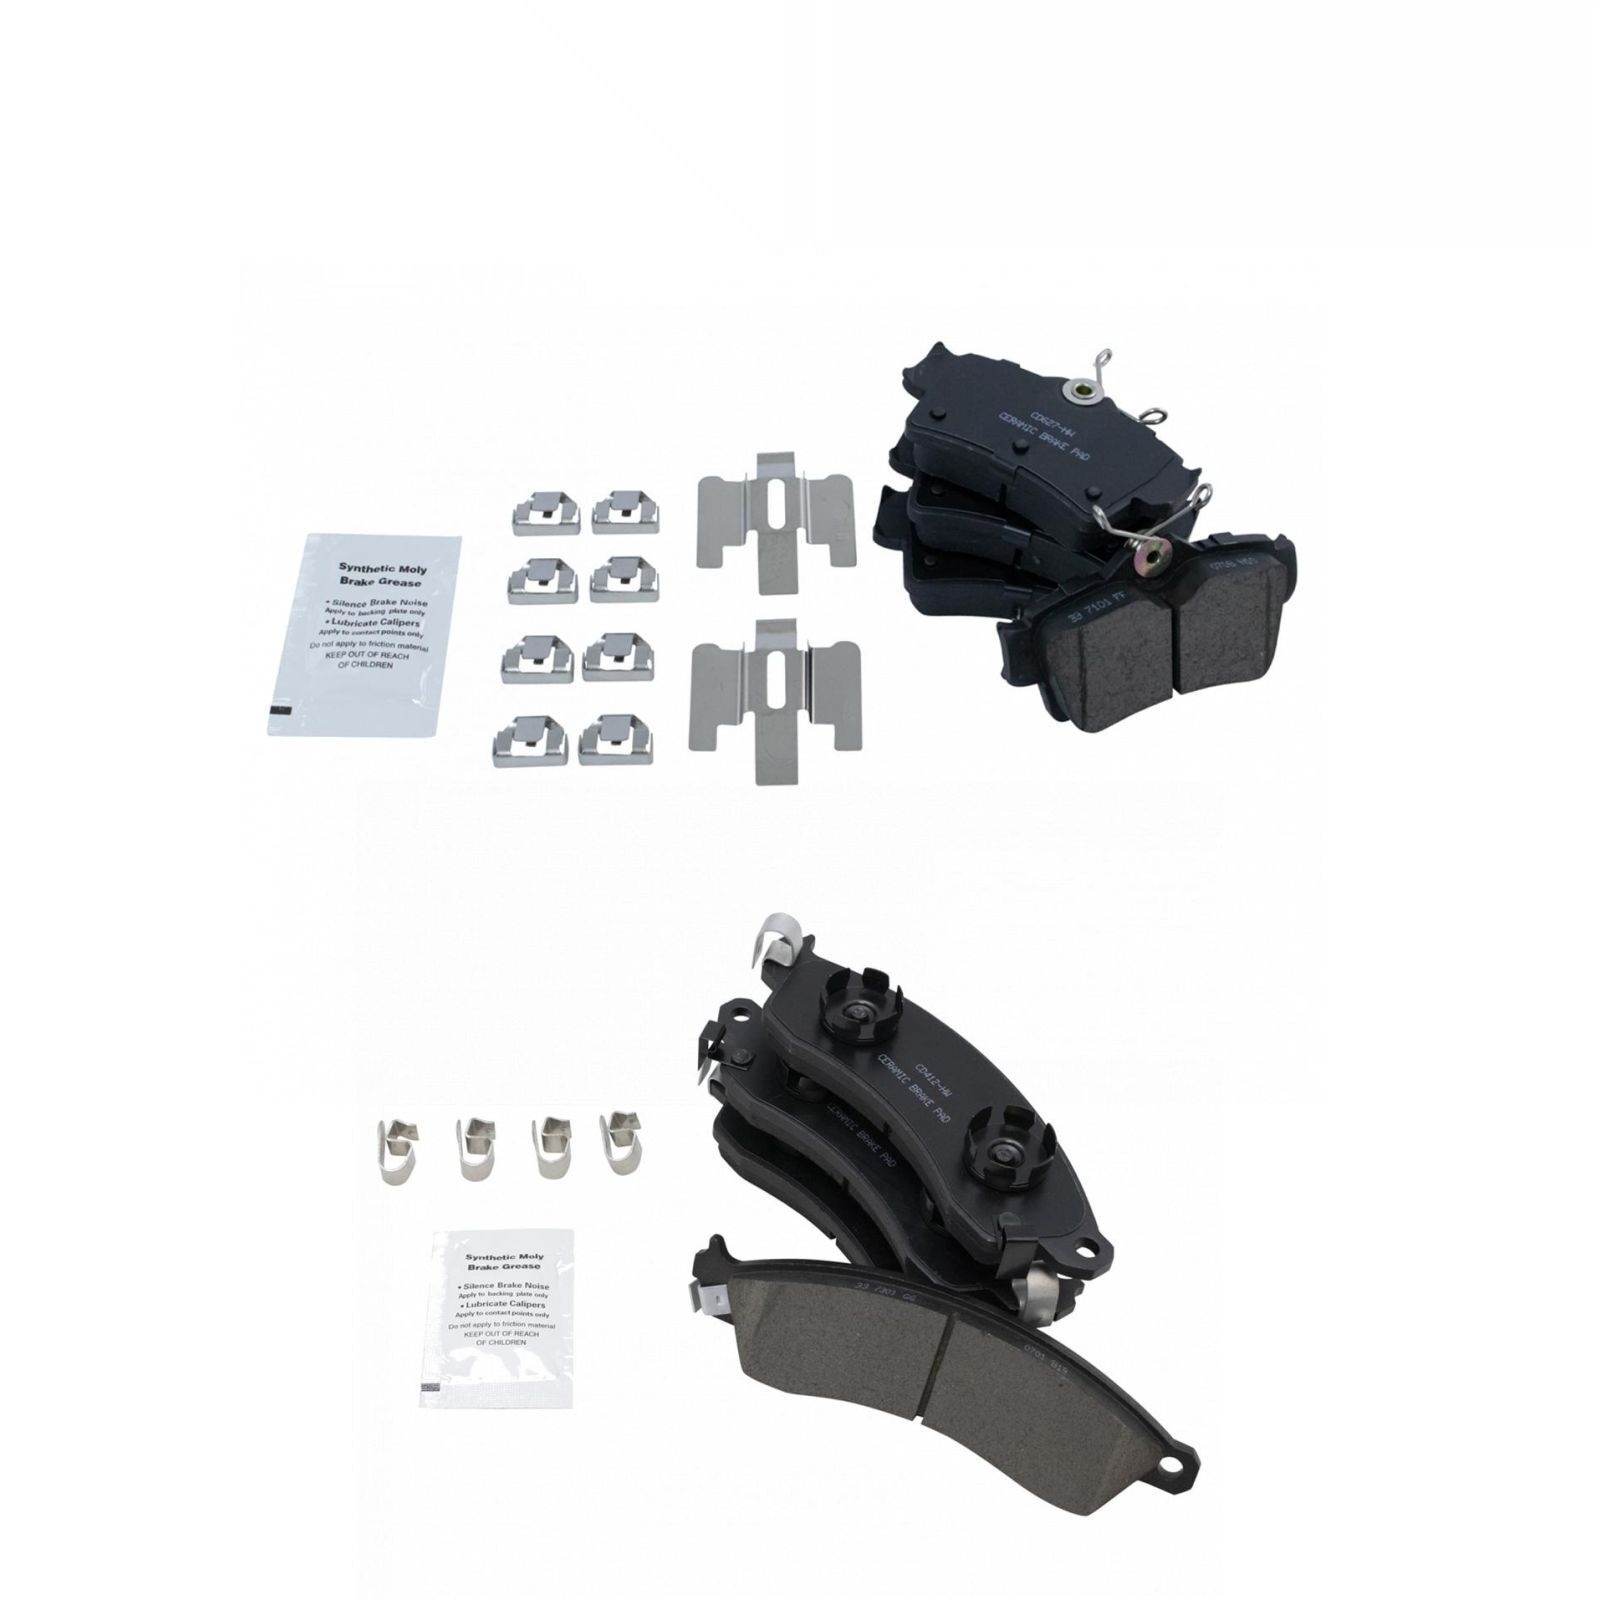 CD627-HW
CERAMIC BRAKE PAD
39 7101 FF
Synthetic Moly
Brake Grease
• Silence Brake Noise
Apply to backing plate only
• Lubricate Calipers
Apply to contact points only
Do not apply to friction material
KEEP OUT OF REACH
OF CHILDREN
CD412-HW
CERAMIC BRAKE PAD
CERAMIC BRAKE PAD
39 7301 GG
Synthetic Moly
Brake Grease
• Silence Brake Noise
Apply to backing plate only
• Lubricate Calipers
Apply to contact points only
Do not apply to friction material
KEEP OUT OF REACH
OF CHILDREN